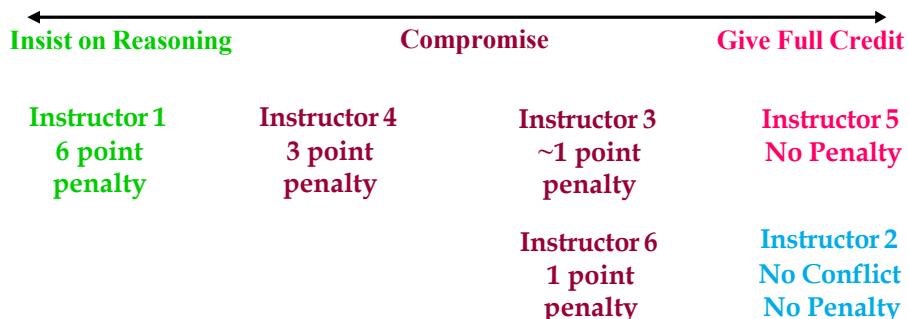 Insist on Reasoning Compromise Give Full Credit
Instructor 1 Instructor 4 Instructor 3 Instructor 5
6 point 3 point ~1 point No Penalty
penalty penalty penalty
Instructor 6 Instructor 2
1 point No Conflict
penalty No Penalty